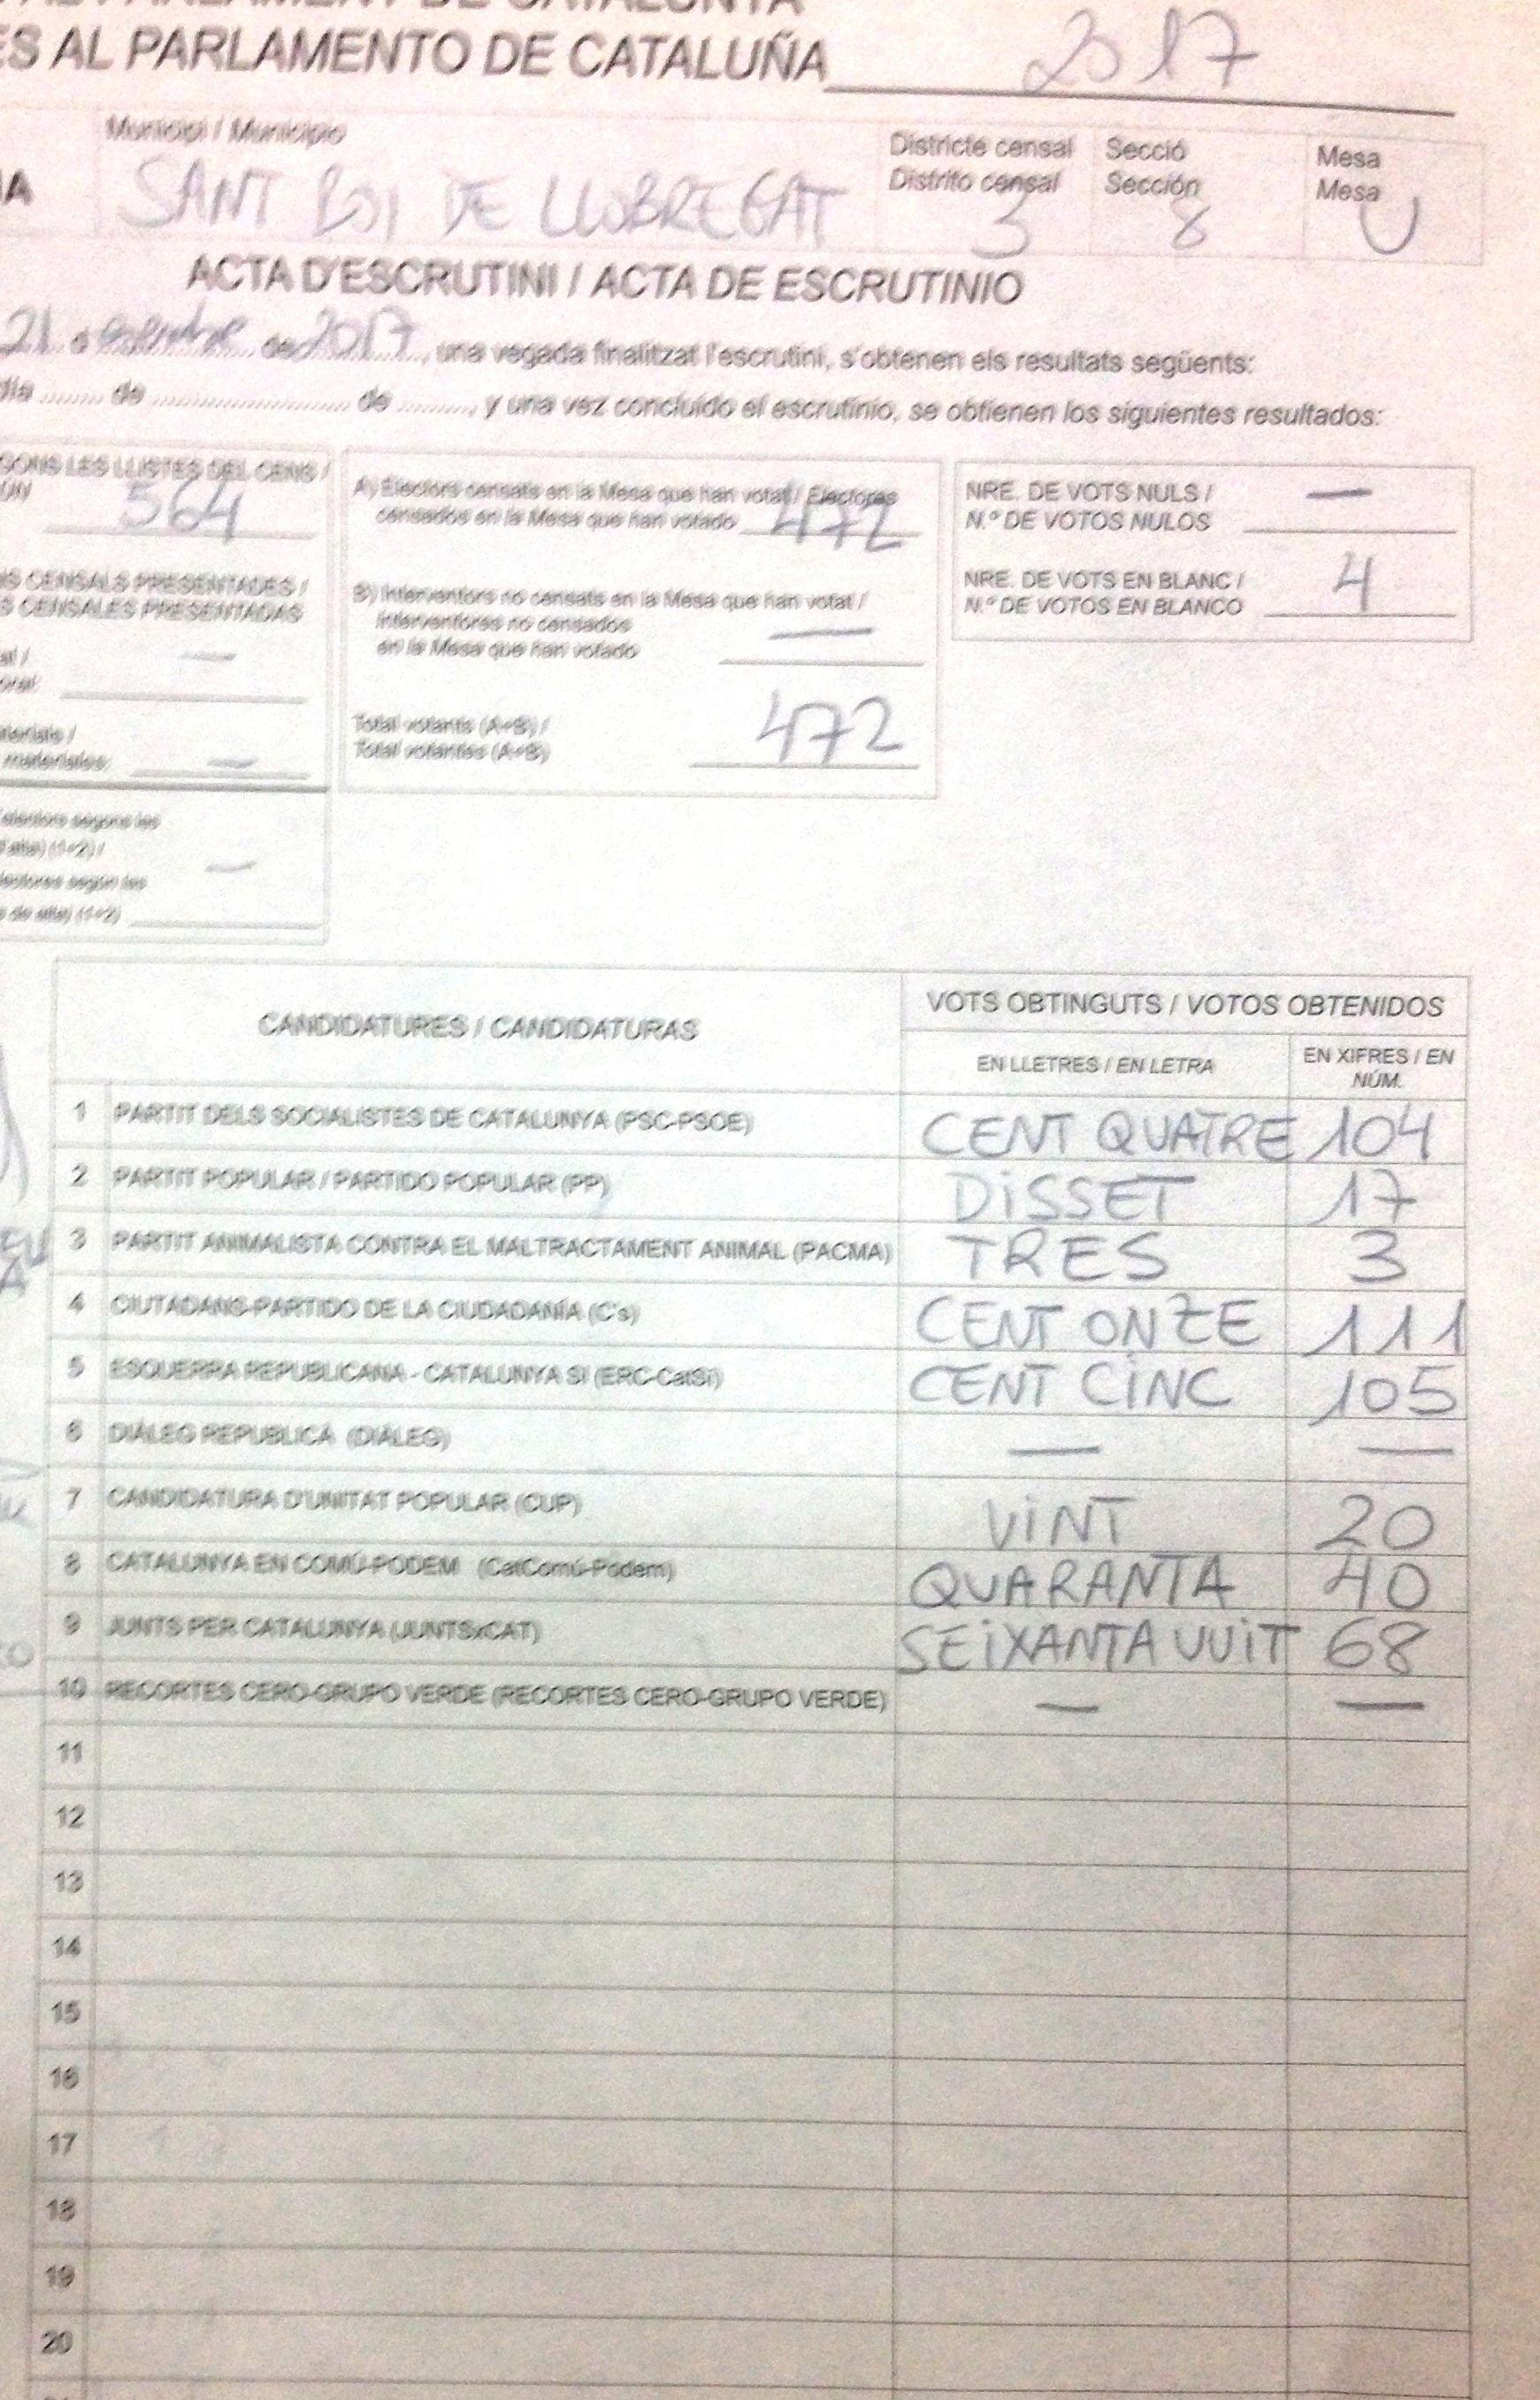 ES AL PARLAMENTO DE CATALUÑA 2017
Municipi / Municipio
SANT BOI DE LLOBREGAT
Districte censal
Distrito censal
3
Secció
Sección
8
Mesa
Mesa
U
ACTA D'ESCRUTINI / ACTA DE ESCRUTINIO
21 de 2017, una vegada finalitzat l'escrutini, s'obtenen els resultats següents:
día ........ de .................... de ........, y una vez concluido el escrutinio, se obtienen los siguientes resultados:
LES LLISTES DEL CENS /
564
CENSALS PRESENTADES /
CENSALES PRESENTADAS
—
—
—
A) Electors censats en la Mesa que han votat / Electores
censados en la Mesa que han votado 472
B) Interventors no censats en la Mesa que han votat /
Interventores no censados
en la Mesa que han votado —
Total votants (A+B) /
Total votantes (A+B) 472
NRE. DE VOTS NULS /
N.º DE VOTOS NULOS —
NRE. DE VOTS EN BLANC /
N.º DE VOTOS EN BLANCO 4
CANDIDATURES / CANDIDATURAS
VOTS OBTINGUTS / VOTOS OBTENIDOS
EN LLETRES / EN LETRA
EN XIFRES / EN NÚM.
1 PARTIT DELS SOCIALISTES DE CATALUNYA (PSC-PSOE) CENT QUATRE 104
2 PARTIT POPULAR / PARTIDO POPULAR (PP) DISSET 17
3 PARTIT ANIMALISTA CONTRA EL MALTRACTAMENT ANIMAL (PACMA) TRES 3
4 CIUTADANS-PARTIDO DE LA CIUDADANÍA (C's) CENT ONZE 111
5 ESQUERRA REPUBLICANA - CATALUNYA SI (ERC-CatSí) CENT CINC 105
6 DIÀLEG REPUBLICÀ (DIÀLEG) — —
7 CANDIDATURA D'UNITAT POPULAR (CUP) VINT 20
8 CATALUNYA EN COMÚ-PODEM (CatComú-Podem) QUARANTA 40
9 JUNTS PER CATALUNYA (JUNTSxCAT) SEIXANTA VUIT 68
10 RECORTES CERO-GRUPO VERDE (RECORTES CERO-GRUPO VERDE) — —
11
12
13
14
15
16
17
18
19
20